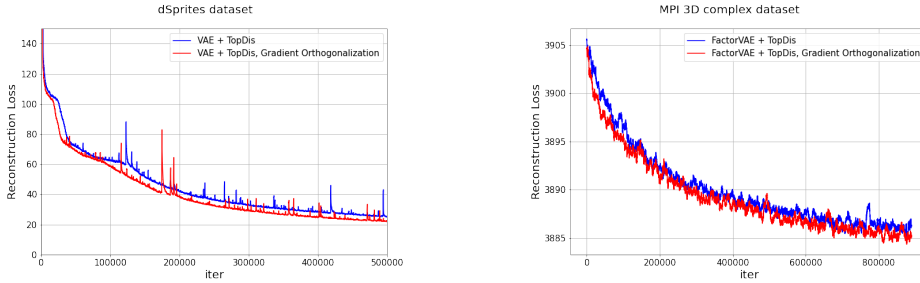 dSprites dataset
VAE + TopDis
VAE + TopDis, Gradient Orthogonalization
Reconstruction Loss
140
120
100
80
60
40
20
0
0 100000 200000 300000 400000 500000
iter
MPI 3D complex dataset
FactorVAE + TopDis
FactorVAE + TopDis, Gradient Orthogonalization
Reconstruction Loss
3905
3900
3895
3890
3885
0 200000 400000 600000 800000
iter